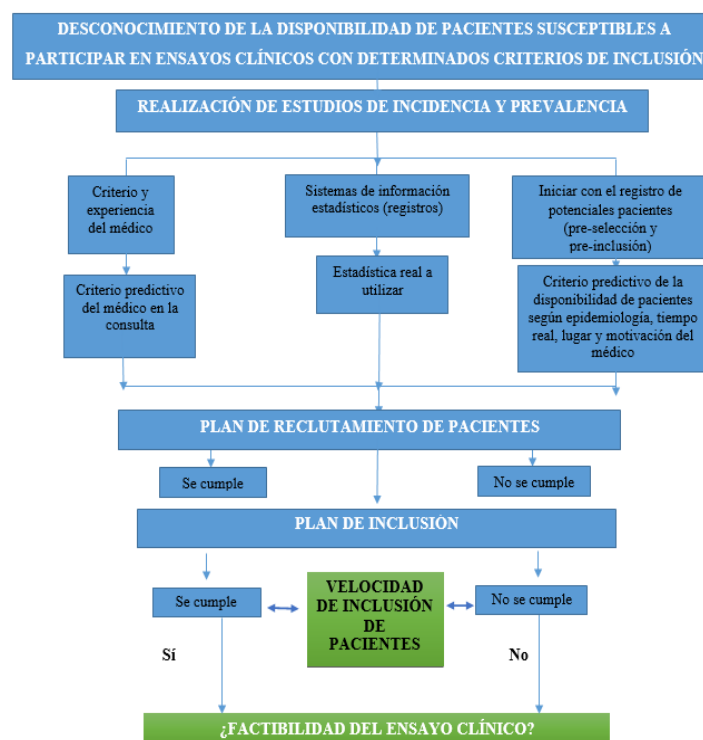 DESCONOCIMIENTO DE LA DISPONIBILIDAD DE PACIENTES SUSCEPTIBLES A
PARTICIPAR EN ENSAYOS CLÍNICOS CON DETERMINADOS CRITERIOS DE INCLUSIÓN
REALIZACIÓN DE ESTUDIOS DE INCIDENCIA Y PREVALENCIA
Criterio y
experiencia
del médico
Sistemas de información
estadísticos (registros)
Iniciar con el registro de
potenciales pacientes
(pre-selección y
pre-inclusión)
Criterio predictivo
del médico en la
consulta
Estadística real a
utilizar
Criterio predictivo de la
disponibilidad de pacientes
según epidemiología, tiempo
real, lugar y motivación del
médico
PLAN DE RECLUTAMIENTO DE PACIENTES
Se cumple
No se cumple
PLAN DE INCLUSIÓN
Se cumple
VELOCIDAD
DE INCLUSIÓN
DE
PACIENTES
No se cumple
Sí
No
¿FACTIBILIDAD DEL ENSAYO CLÍNICO?